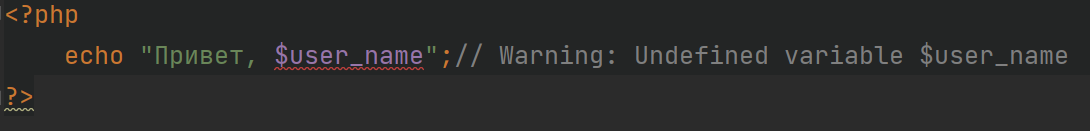 <?php
echo "Привет, $user_name";// Warning: Undefined variable $user_name
?>